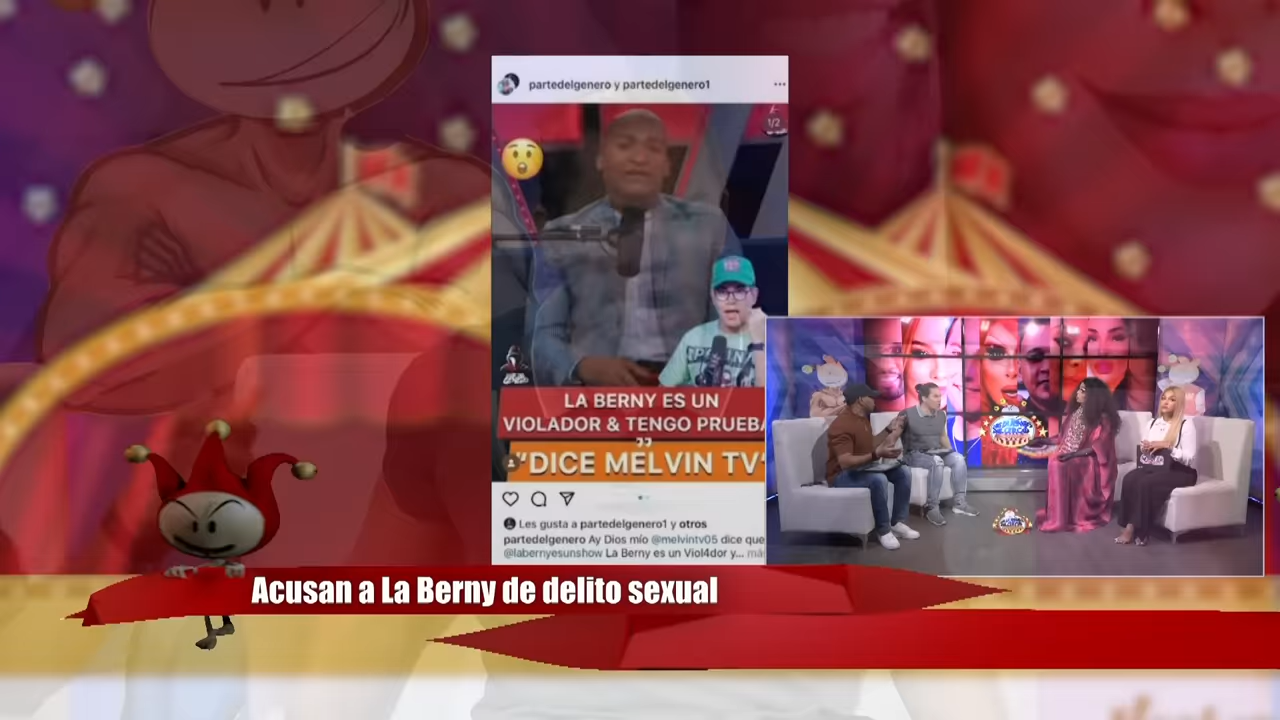 partedelgenero y partedelgenero1
1/2
LA BERNY ES UN
VIOLADOR & TENGO PRUEBA
"DICE MELVIN TV"
Les gusta a partedelgenero1 y otros
partedelgenero Ay Dios mío @melvintv05 dice que
@labernyesunshow La Berny es un Viol4dor y... má
Acusan a La Berny de delito sexual